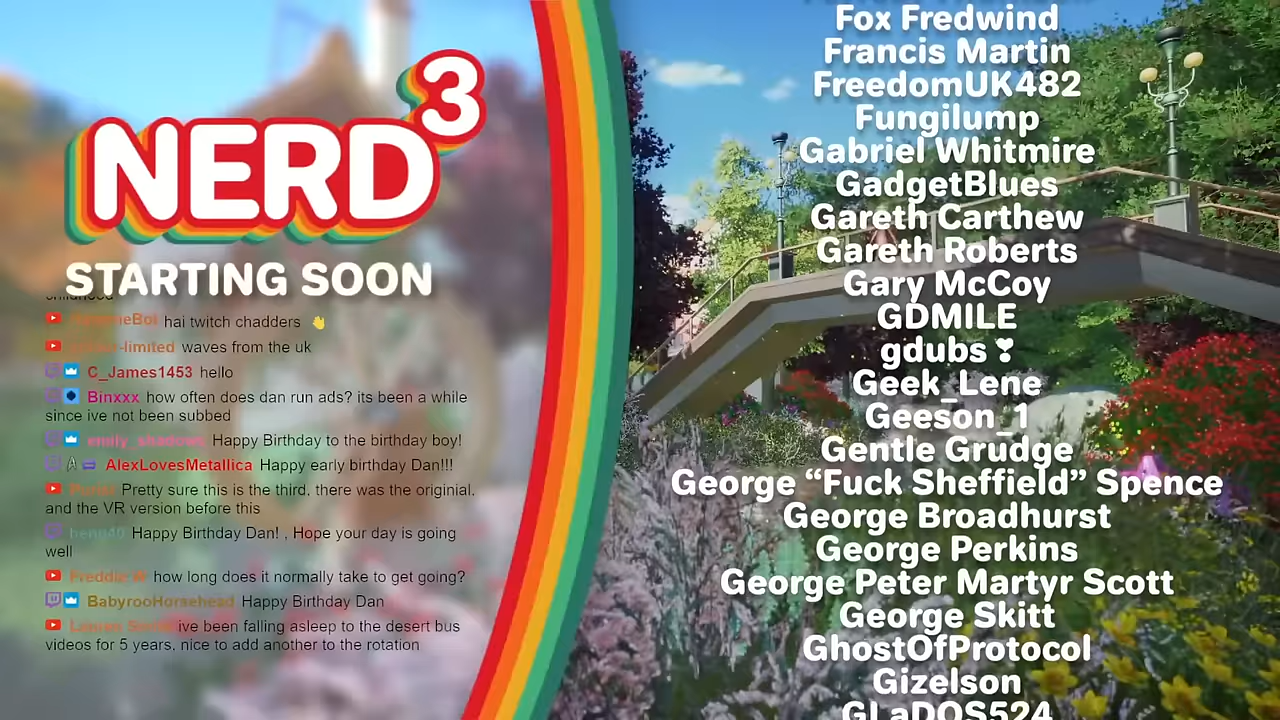 NERD³
STARTING SOON
childhood
hai twitch chadders 👋
-limited waves from the uk
C_James1453 hello
Binxxx how often does dan run ads? its been a while
since ive not been subbed
emily_shadows Happy Birthday to the birthday boy!
AlexLovesMetallica Happy early birthday Dan!!!
Pretty sure this is the third, there was the originial,
and the VR version before this
Happy Birthday Dan! , Hope your day is going
well
how long does it normally take to get going?
BabyrooHorsehead Happy Birthday Dan
ive been falling asleep to the desert bus
videos for 5 years, nice to add another to the rotation
Fox Fredwind
Francis Martin
FreedomUK482
Fungilump
Gabriel Whitmire
GadgetBlues
Gareth Carthew
Gareth Roberts
Gary McCoy
GDMILE
gdubs❣
Geek_Lene
Geeson_1
Gentle Grudge
George “Fuck Sheffield” Spence
George Broadhurst
George Perkins
George Peter Martyr Scott
George Skitt
GhostOfProtocol
Gizelson
GLaDOS524